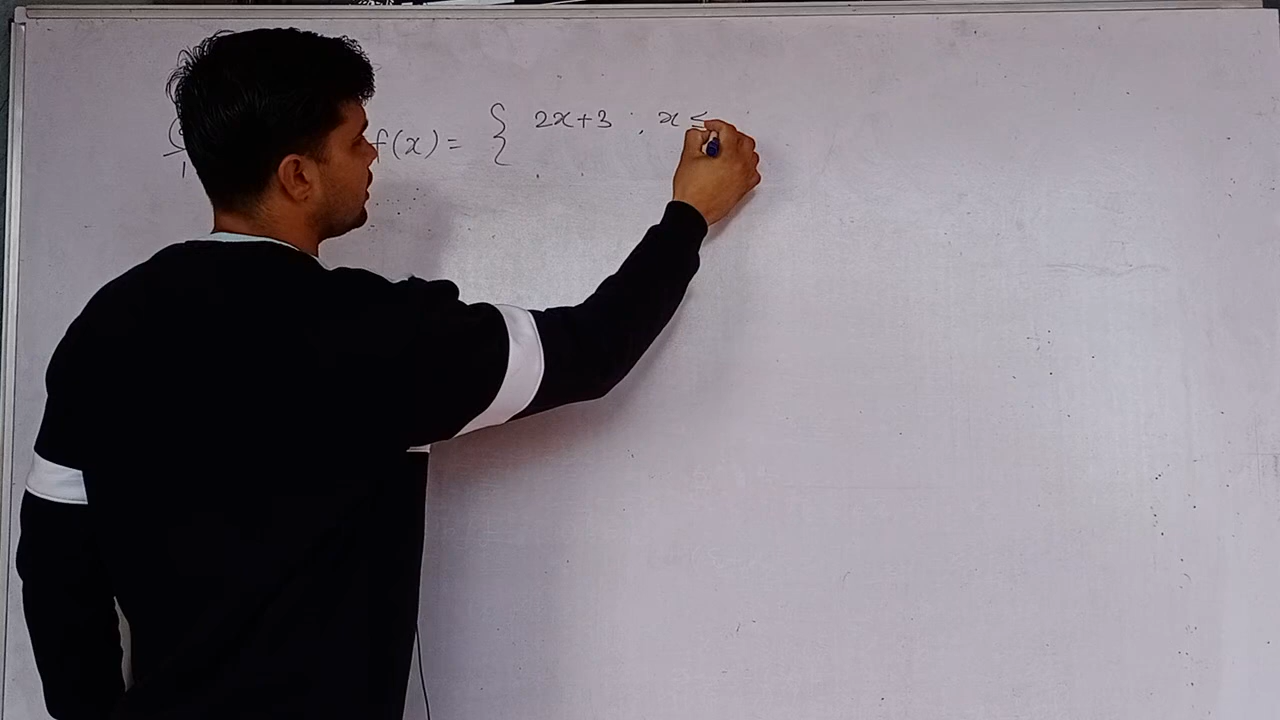 f(x) = { 2x+3 ; x ≤